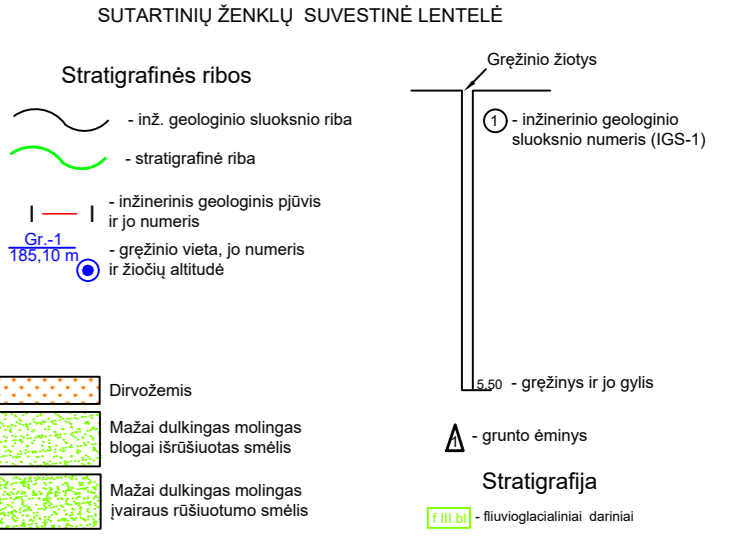 SUTARTINIŲ ŽENKLŲ SUVESTINĖ LENTELĖ
Stratigrafinės ribos
- inž. geologinio sluoksnio riba
- stratigrafinė riba
I I - inžinerinis geologinis pjūvis
ir jo numeris
Gr.-1
185,10 m
- gręžinio vieta, jo numeris
ir žiočių altitudė
Dirvožemis
Mažai dulkingas molingas
blogai išrūšiuotas smėlis
Mažai dulkingas molingas
įvairaus rūšiuotumo smėlis
Gręžinio žiotys
1 - inžinerinio geologinio
sluoksnio numeris (IGS-1)
5.50 - gręžinys ir jo gylis
1 - grunto ėminys
Stratigrafija
f III bl - fliuvioglacialiniai dariniai